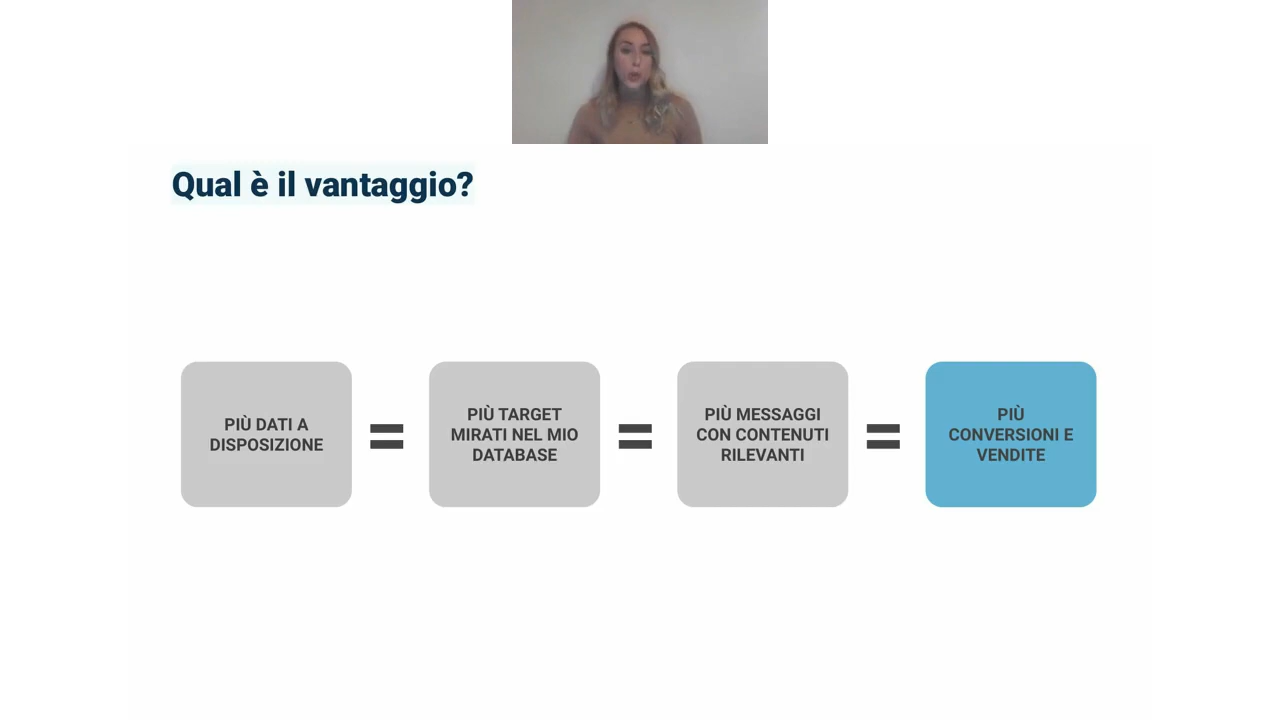 Qual è il vantaggio?
PIÙ DATI A
DISPOSIZIONE
=
PIÙ TARGET
MIRATI NEL MIO
DATABASE
=
PIÙ MESSAGGI
CON CONTENUTI
RILEVANTI
=
PIÙ
CONVERSIONI E
VENDITE